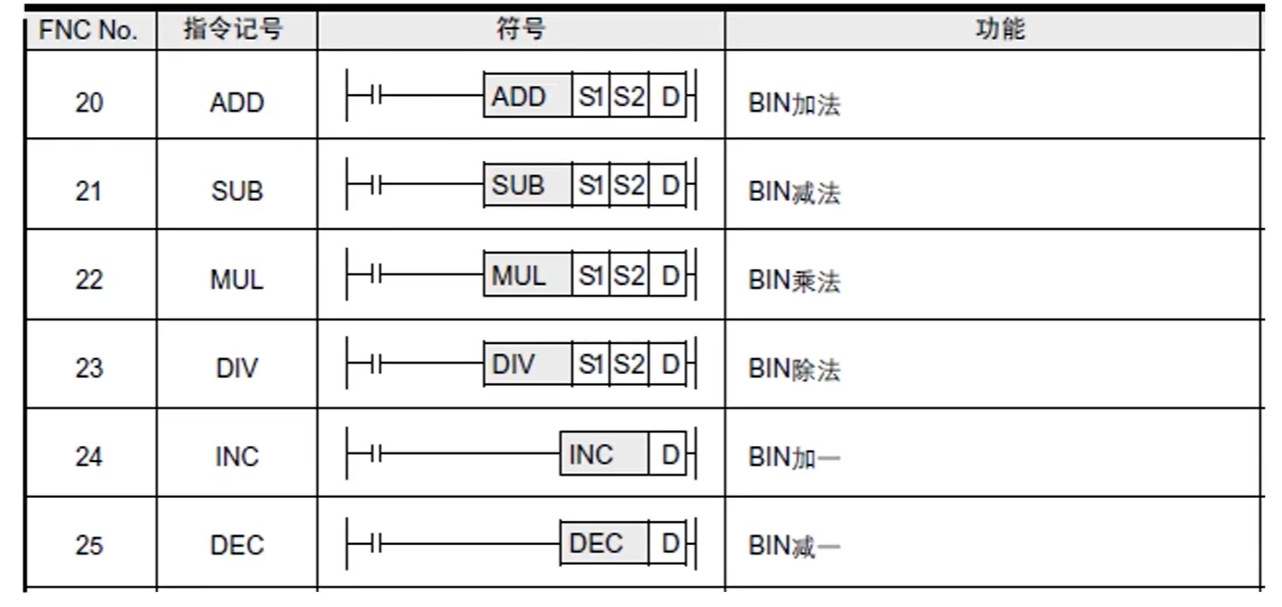 FNC No. 指令记号 符号 功能
20 ADD ADD S1 S2 D BIN加法
21 SUB SUB S1 S2 D BIN减法
22 MUL MUL S1 S2 D BIN乘法
23 DIV DIV S1 S2 D BIN除法
24 INC INC D BIN加一
25 DEC DEC D BIN减一